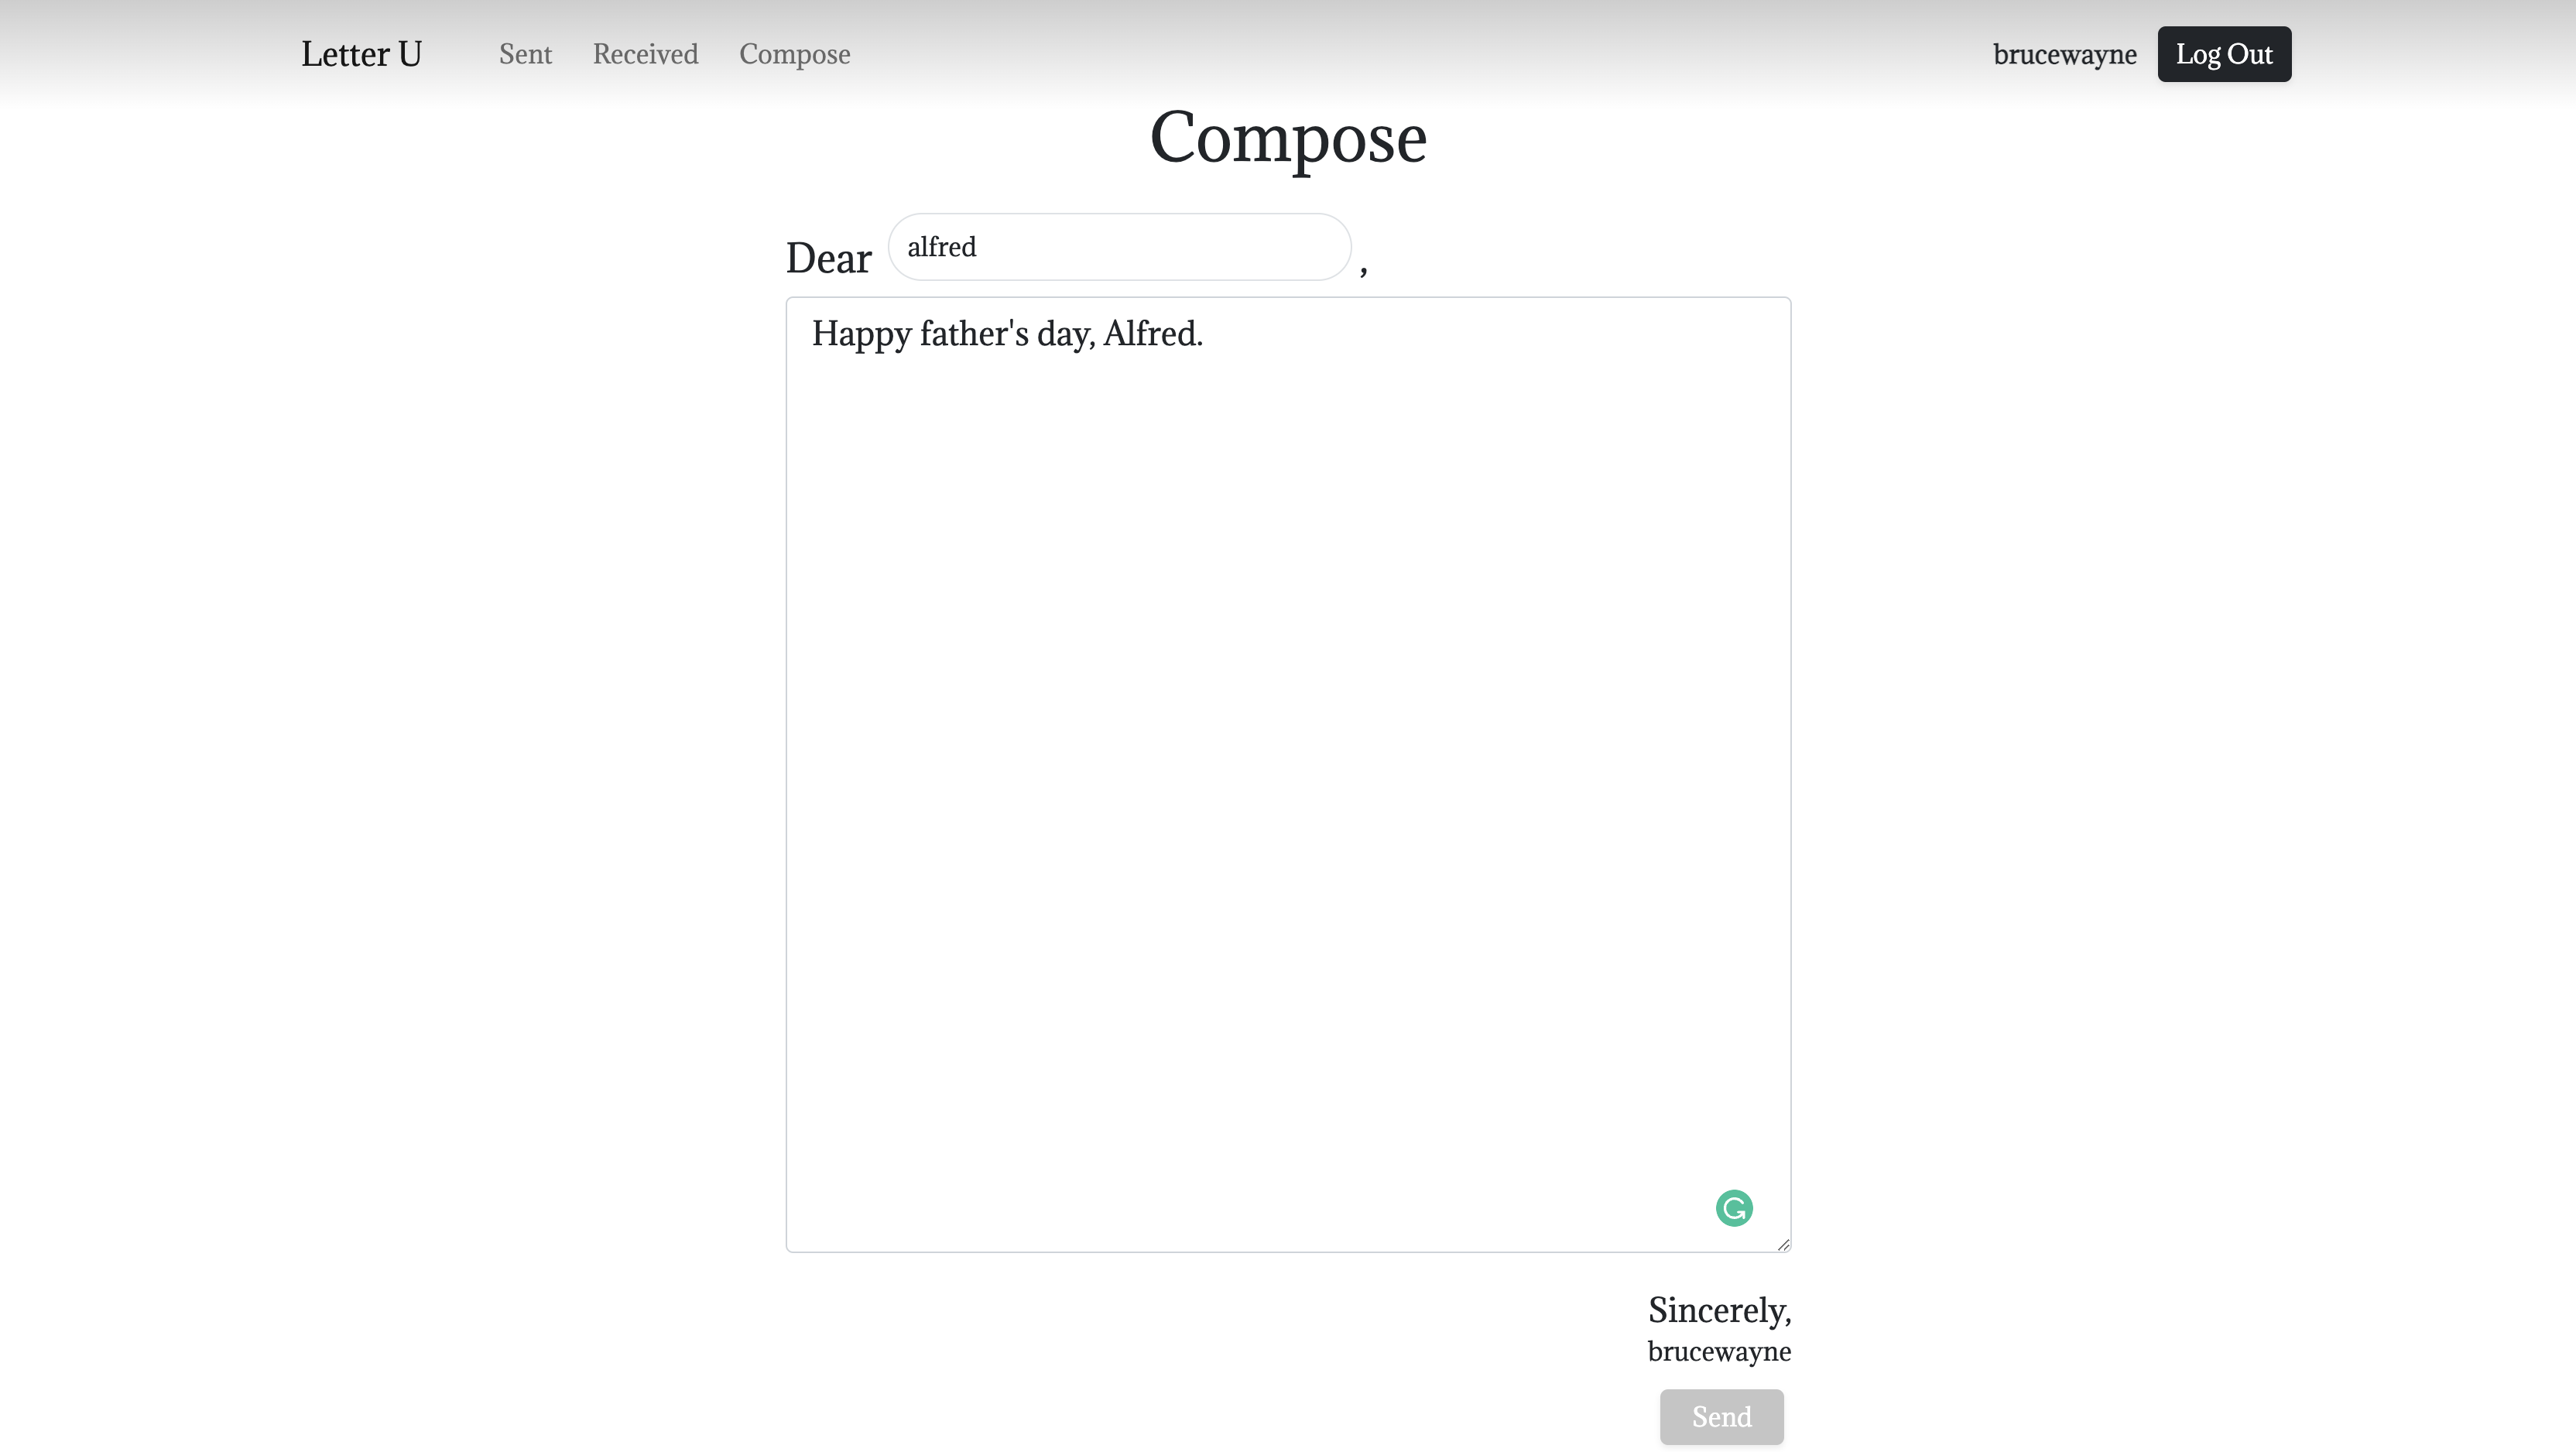 Letter U Sent Received Compose brucewayne Log Out
Compose
Dear alfred ,
Happy father's day, Alfred.
Sincerely,
brucewayne
Send